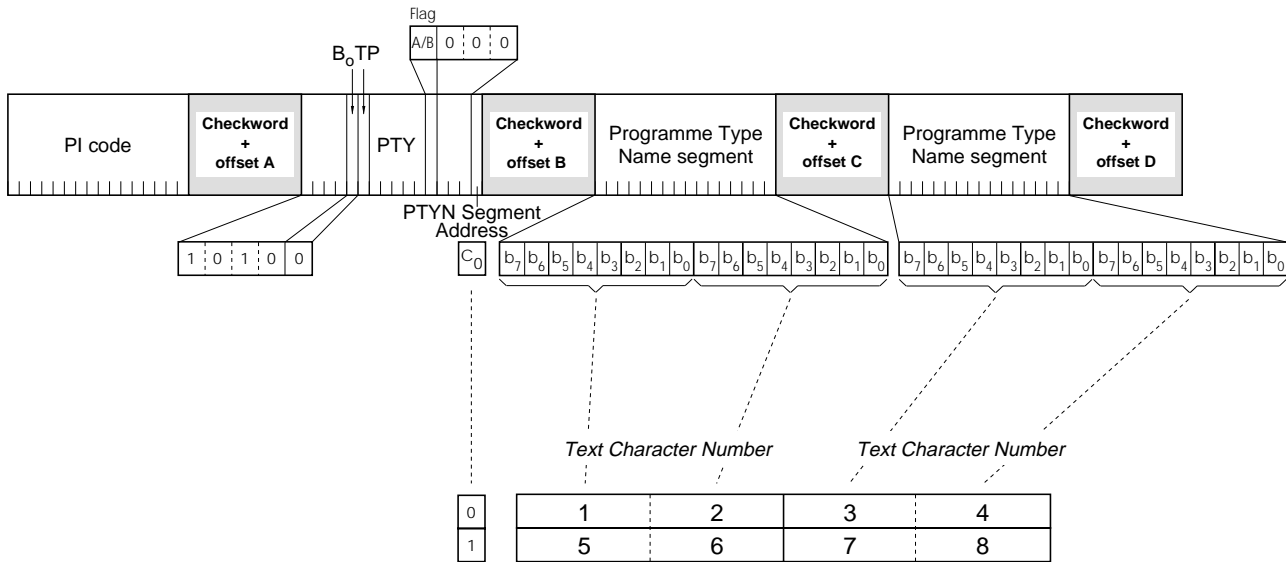 Flag
A/B 0 0 0
B₀ TP
PI code
Checkword + offset A
PTY
Checkword + offset B
Programme Type Name segment
Checkword + offset C
Programme Type Name segment
Checkword + offset D
PTYN Segment Address
1 0 1 0 0
C₀
b₇ b₆ b₅ b₄ b₃ b₂ b₁ b₀ b₇ b₆ b₅ b₄ b₃ b₂ b₁ b₀
b₇ b₆ b₅ b₄ b₃ b₂ b₁ b₀ b₇ b₆ b₅ b₄ b₃ b₂ b₁ b₀
Text Character Number
Text Character Number
0 1 2 3 4
1 5 6 7 8